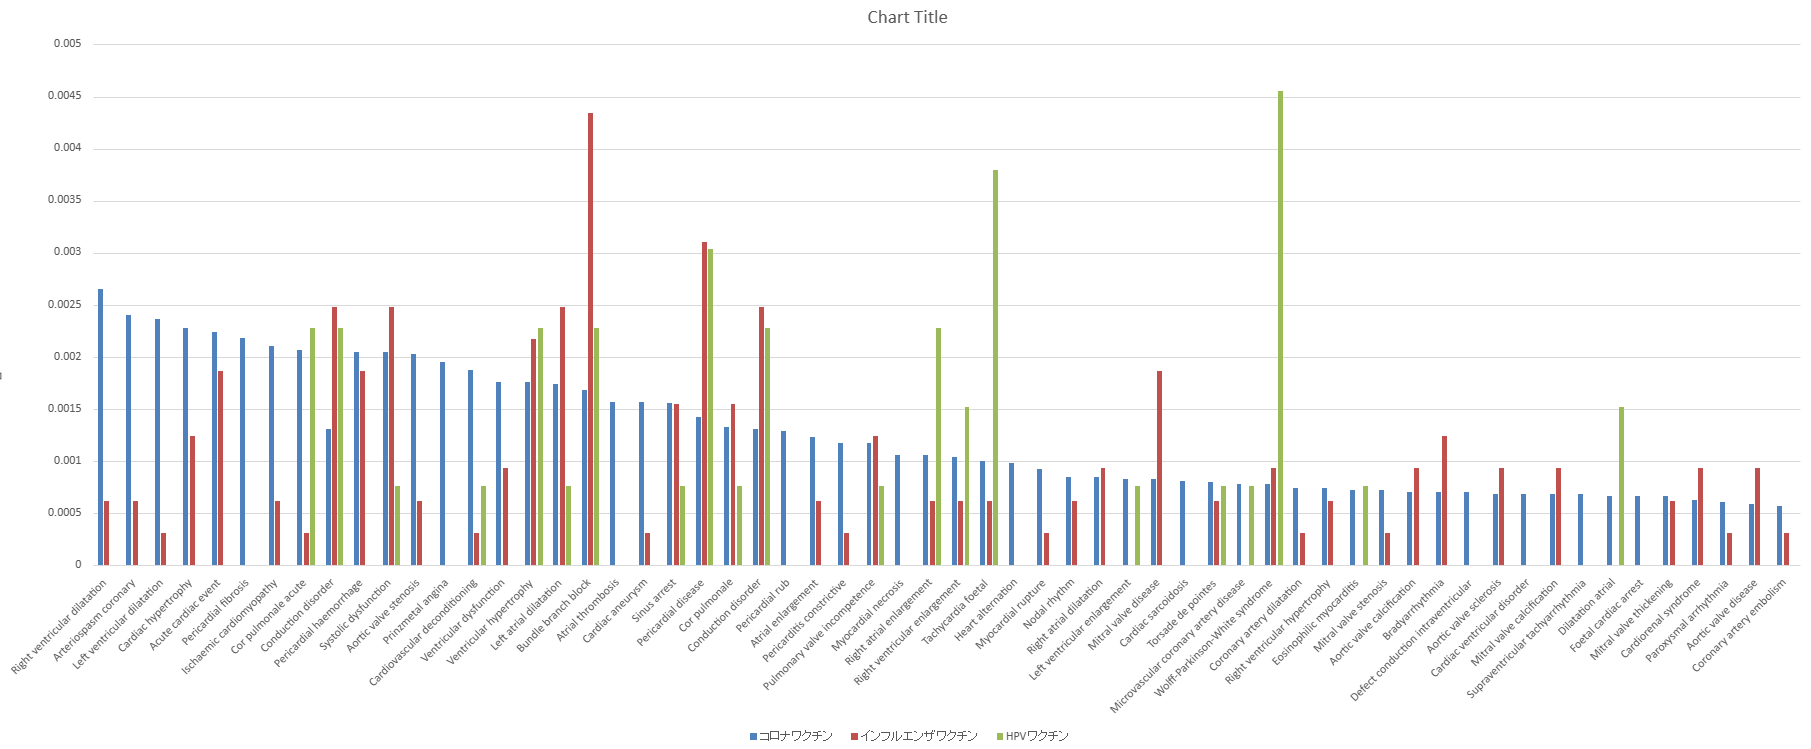 Chart Title
0.005
0.0045
0.004
0.0035
0.003
0.0025
0.002
0.0015
0.001
0.0005
0
Right ventricular dilatation
Arteriospasm coronary
Left ventricular dilatation
Cardiac hypertrophy
Acute cardiac event
Pericardial fibrosis
Ischaemic cardiomyopathy
Cor pulmonale acute
Conduction disorder
Pericardial haemorrhage
Systolic dysfunction
Aortic valve stenosis
Prinzmetal angina
Cardiovascular deconditioning
Ventricular dysfunction
Ventricular hypertrophy
Left atrial dilatation
Bundle branch block
Atrial thrombosis
Cardiac aneurysm
Sinus arrest
Pericardial disease
Cor pulmonale
Conduction disorder
Pericardial rub
Atrial enlargement
Pericarditis constrictive
Pulmonary valve incompetence
Myocardial necrosis
Right atrial enlargement
Right ventricular enlargement
Tachycardia foetal
Heart alternation
Myocardial rupture
Nodal rhythm
Right atrial dilatation
Left ventricular enlargement
Mitral valve disease
Cardiac sarcoidosis
Torsade de pointes
Microvascular coronary artery disease
Wolff-Parkinson-White syndrome
Coronary artery dilatation
Right ventricular hypertrophy
Eosinophilic myocarditis
Mitral valve stenosis
Aortic valve calcification
Bradyarrhythmia
Defect conduction intraventricular
Aortic valve sclerosis
Cardiac ventricular disorder
Mitral valve calcification
Supraventricular tachyarrhythmia
Dilatation atrial
Foetal cardiac arrest
Mitral valve thickening
Cardiorenal syndrome
Paroxysmal arrhythmia
Aortic valve disease
Coronary artery embolism
コロナワクチン インフルエンザワクチン HPVワクチン